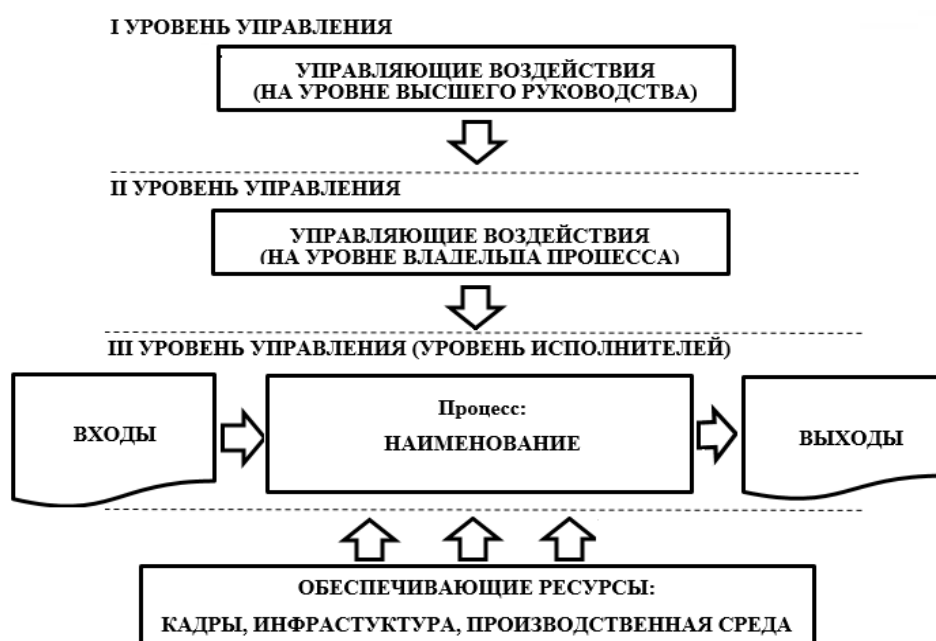 I УРОВЕНЬ УПРАВЛЕНИЯ
УПРАВЛЯЮЩИЕ ВОЗДЕЙСТВИЯ
(НА УРОВНЕ ВЫСШЕГО РУКОВОДСТВА)
II УРОВЕНЬ УПРАВЛЕНИЯ
УПРАВЛЯЮЩИЕ ВОЗДЕЙСТВИЯ
(НА УРОВНЕ ВЛАДЕЛЬЦА ПРОЦЕССА)
III УРОВЕНЬ УПРАВЛЕНИЯ (УРОВЕНЬ ИСПОЛНИТЕЛЕЙ)
ВХОДЫ
Процесс:
НАИМЕНОВАНИЕ
ВЫХОДЫ
ОБЕСПЕЧИВАЮЩИЕ РЕСУРСЫ:
КАДРЫ, ИНФРАСТУКТУРА, ПРОИЗВОДСТВЕННАЯ СРЕДА